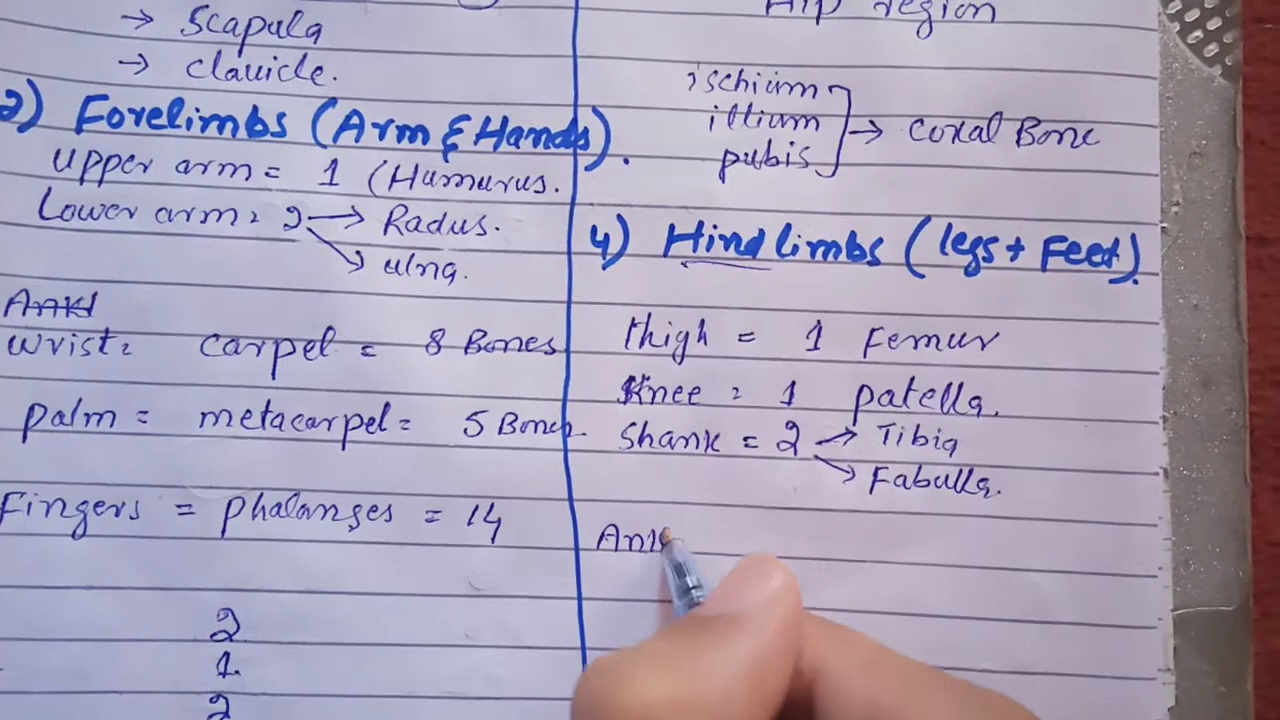 → Scapula
→ clavicle.
2) Forelimbs (Arm & Hands).
Upper arm = 1 (Humurus.
Lower arm = 2 → Radus.
→ ulna.
Ankl
Wrist = carpel = 8 Bones
palm = metacarpel = 5 Bones
Fingers = phalanges = 14
2
1.
2
Hip region
ischium
illium → coxal Bone
pubis
4) Hind limbs (legs + Feet).
thigh = 1 Femur
Knee = 1 patella.
Shank = 2 → Tibia
→ Fabulla.
Ank